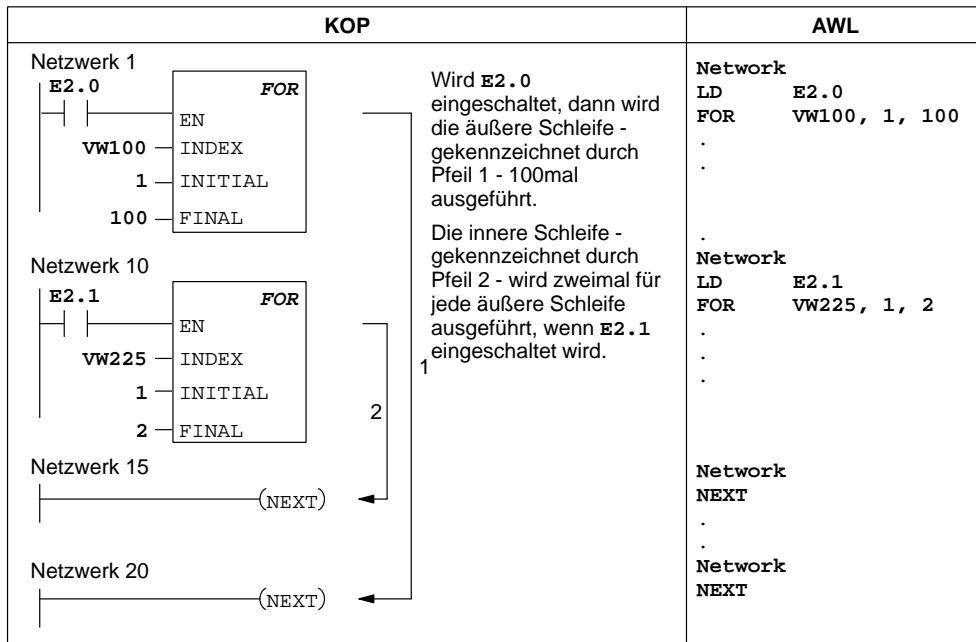 KOP
AWL
Netzwerk 1
E2.0
FOR
EN
VW100
INDEX
1
INITIAL
100
FINAL
Netzwerk 10
E2.1
FOR
EN
VW225
INDEX
1
INITIAL
2
FINAL
2
1
Netzwerk 15
(NEXT)
Netzwerk 20
(NEXT)
Wird E2.0
eingeschaltet, dann wird
die äußere Schleife -
gekennzeichnet durch
Pfeil 1 - 100mal
ausgeführt.
Die innere Schleife -
gekennzeichnet durch
Pfeil 2 - wird zweimal für
jede äußere Schleife
ausgeführt, wenn E2.1
eingeschaltet wird.
Network
LD E2.0
FOR VW100, 1, 100
.
.
.
Network
LD E2.1
FOR VW225, 1, 2
.
.
.
Network
NEXT
.
.
Network
NEXT